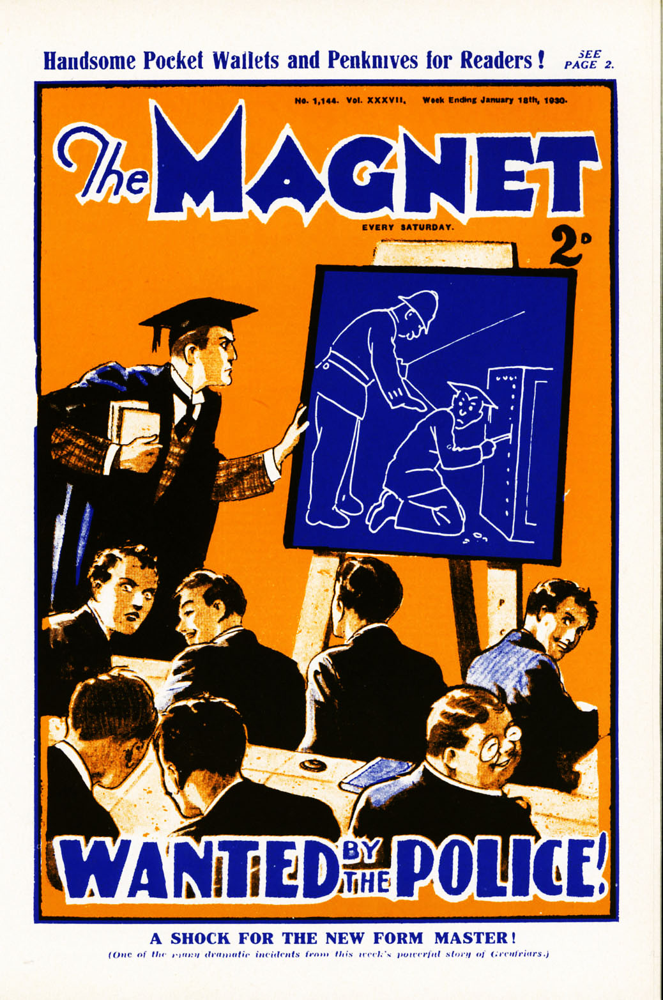 Handsome Pocket Wallets and Penknives for Readers!
SEE
PAGE 2.
No. 1,144. Vol. XXXVII. Week Ending January 18th, 1930.
The MAGNET
EVERY SATURDAY.
2D
WANTED BY THE POLICE!
A SHOCK FOR THE NEW FORM MASTER!
(One of the many dramatic incidents from this week's powerful story of Greyfriars.)